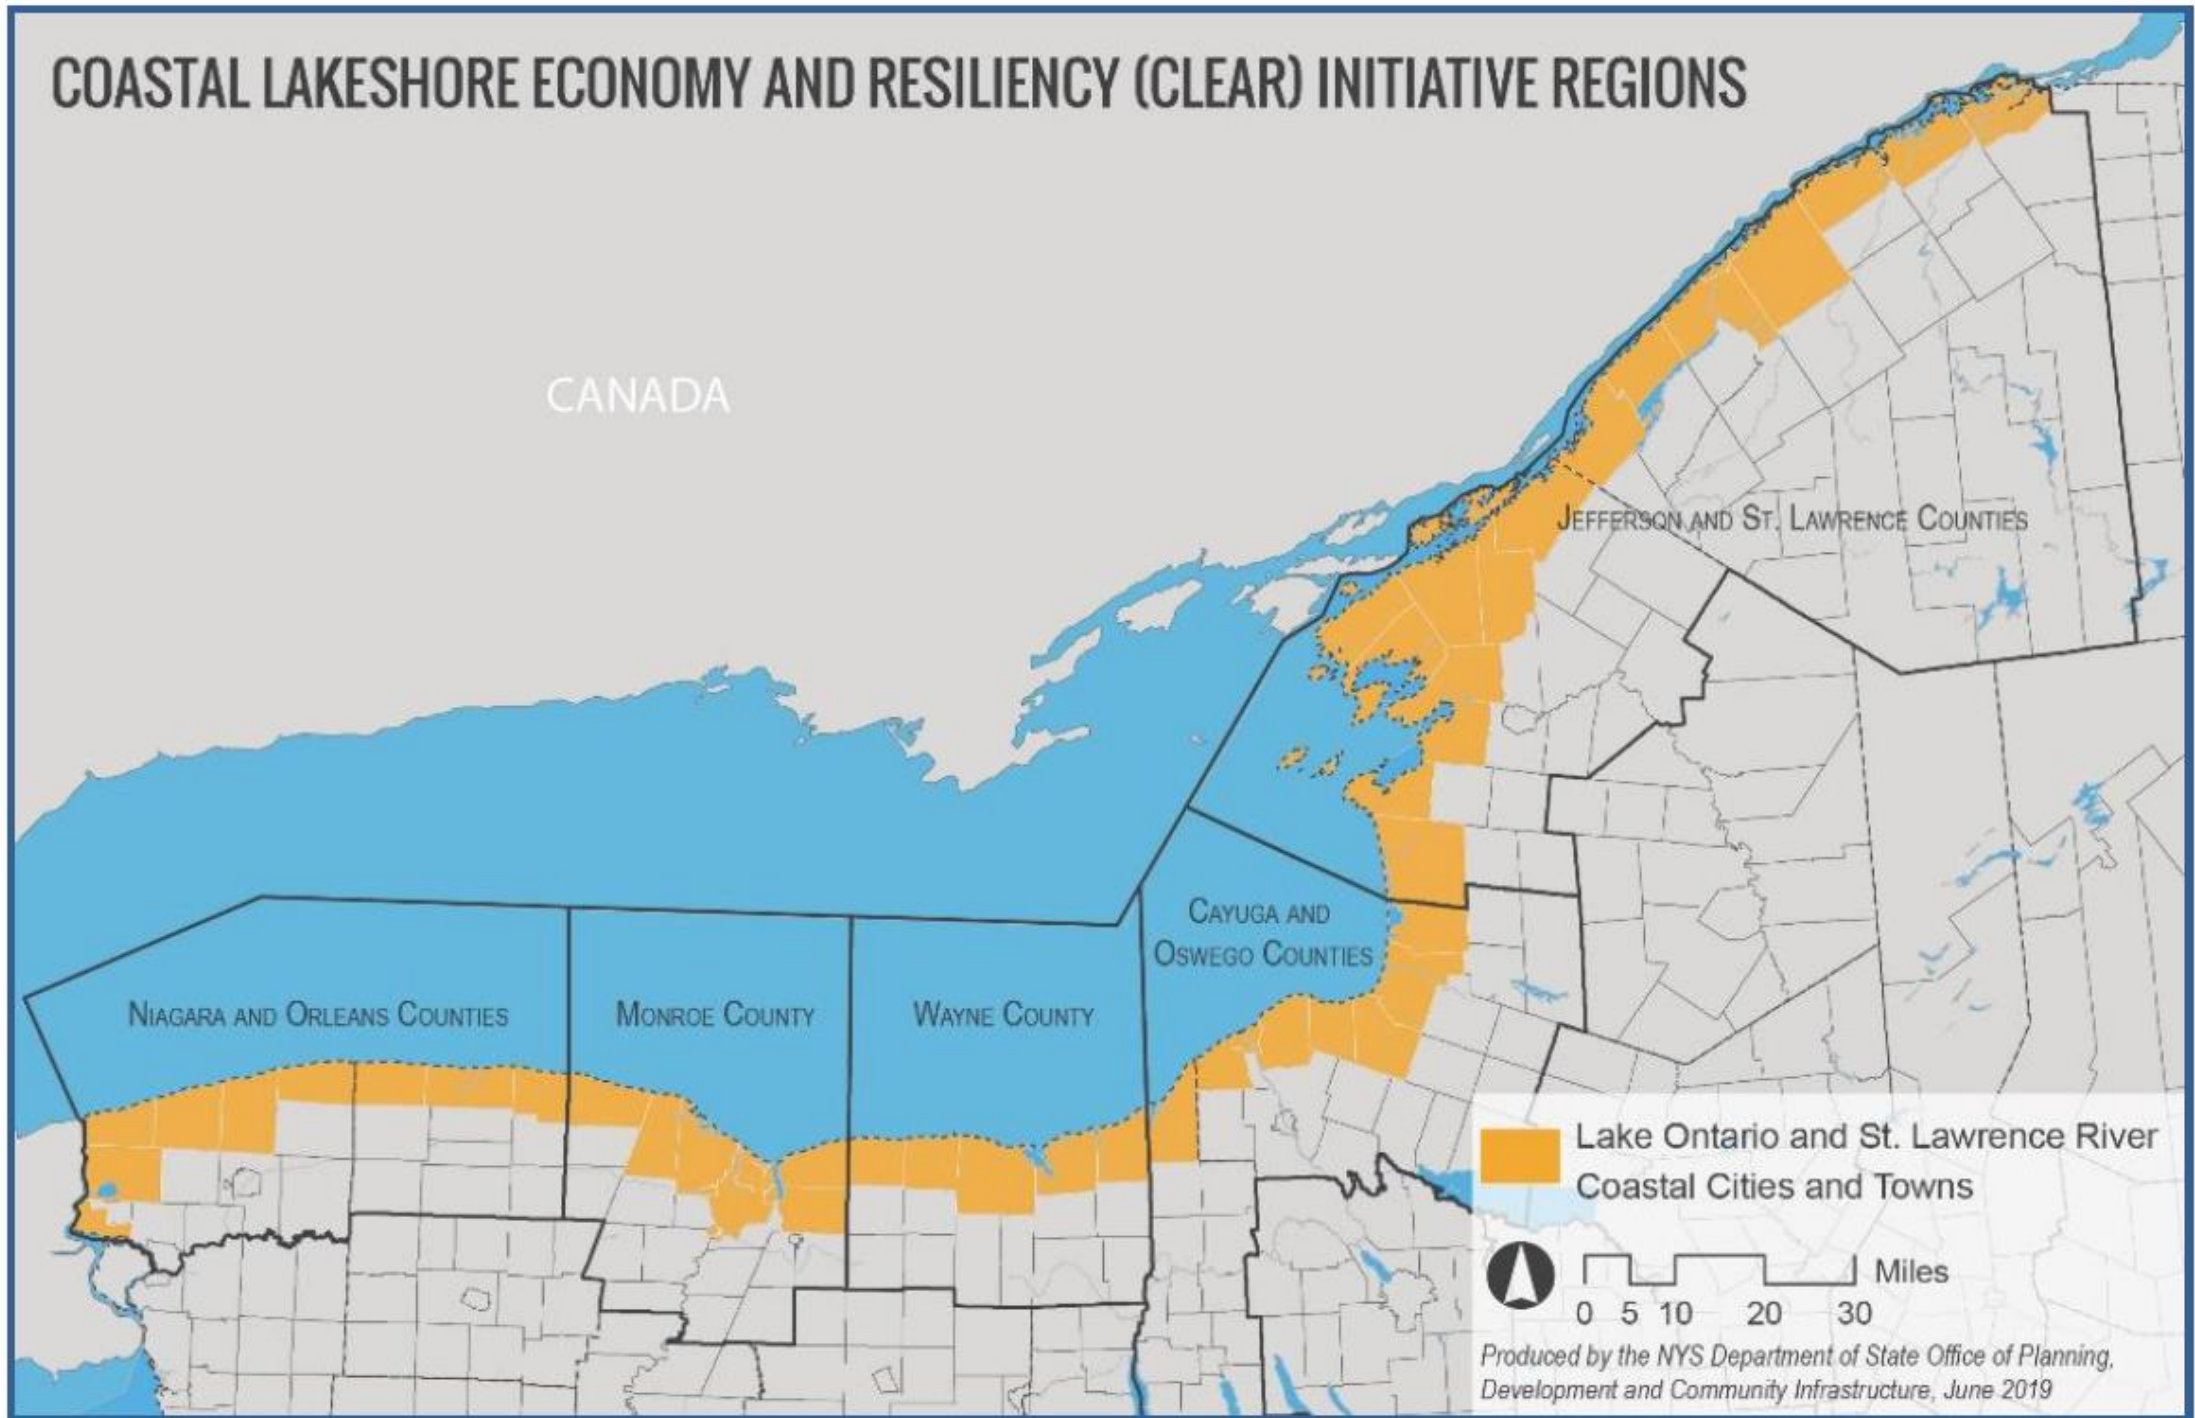 COASTAL LAKESHORE ECONOMY AND RESILIENCY (CLEAR) INITIATIVE REGIONS
CANADA
JEFFERSON AND ST. LAWRENCE COUNTIES
CAYUGA AND
OSWEGO COUNTIES
NIAGARA AND ORLEANS COUNTIES
MONROE COUNTY
WAYNE COUNTY
Lake Ontario and St. Lawrence River
Coastal Cities and Towns
Miles
0 5 10 20 30
Produced by the NYS Department of State Office of Planning,
Development and Community Infrastructure, June 2019